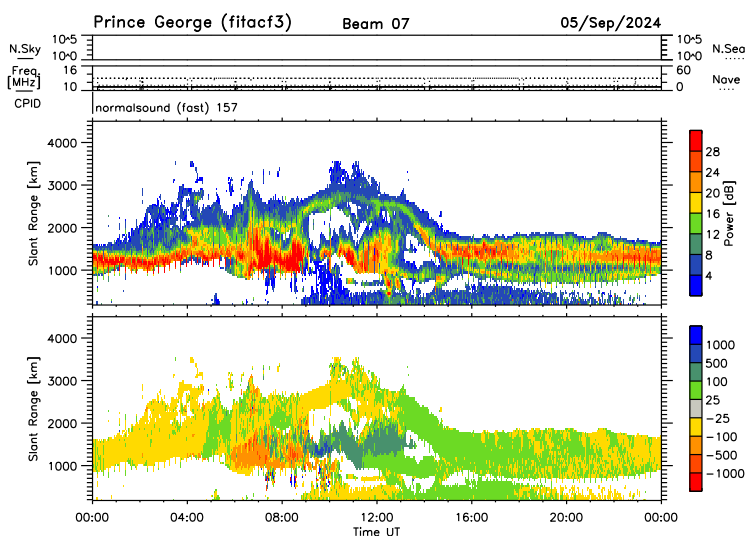 Prince George (fitacf3) Beam 07 05/Sep/2024
N.Sky 10^5 10^0 10^5 10^0 N.Sea
Freq. [MHz] 16 10 60 0 Nave
CPID normalsound (fast) 157
Slant Range [km]
4000
3000
2000
1000
28
24
20
16
12
8
4
Power [dB]
Slant Range [km]
4000
3000
2000
1000
1000
500
100
25
-25
-100
-500
-1000
00:00 04:00 08:00 12:00 16:00 20:00 00:00
Time UT